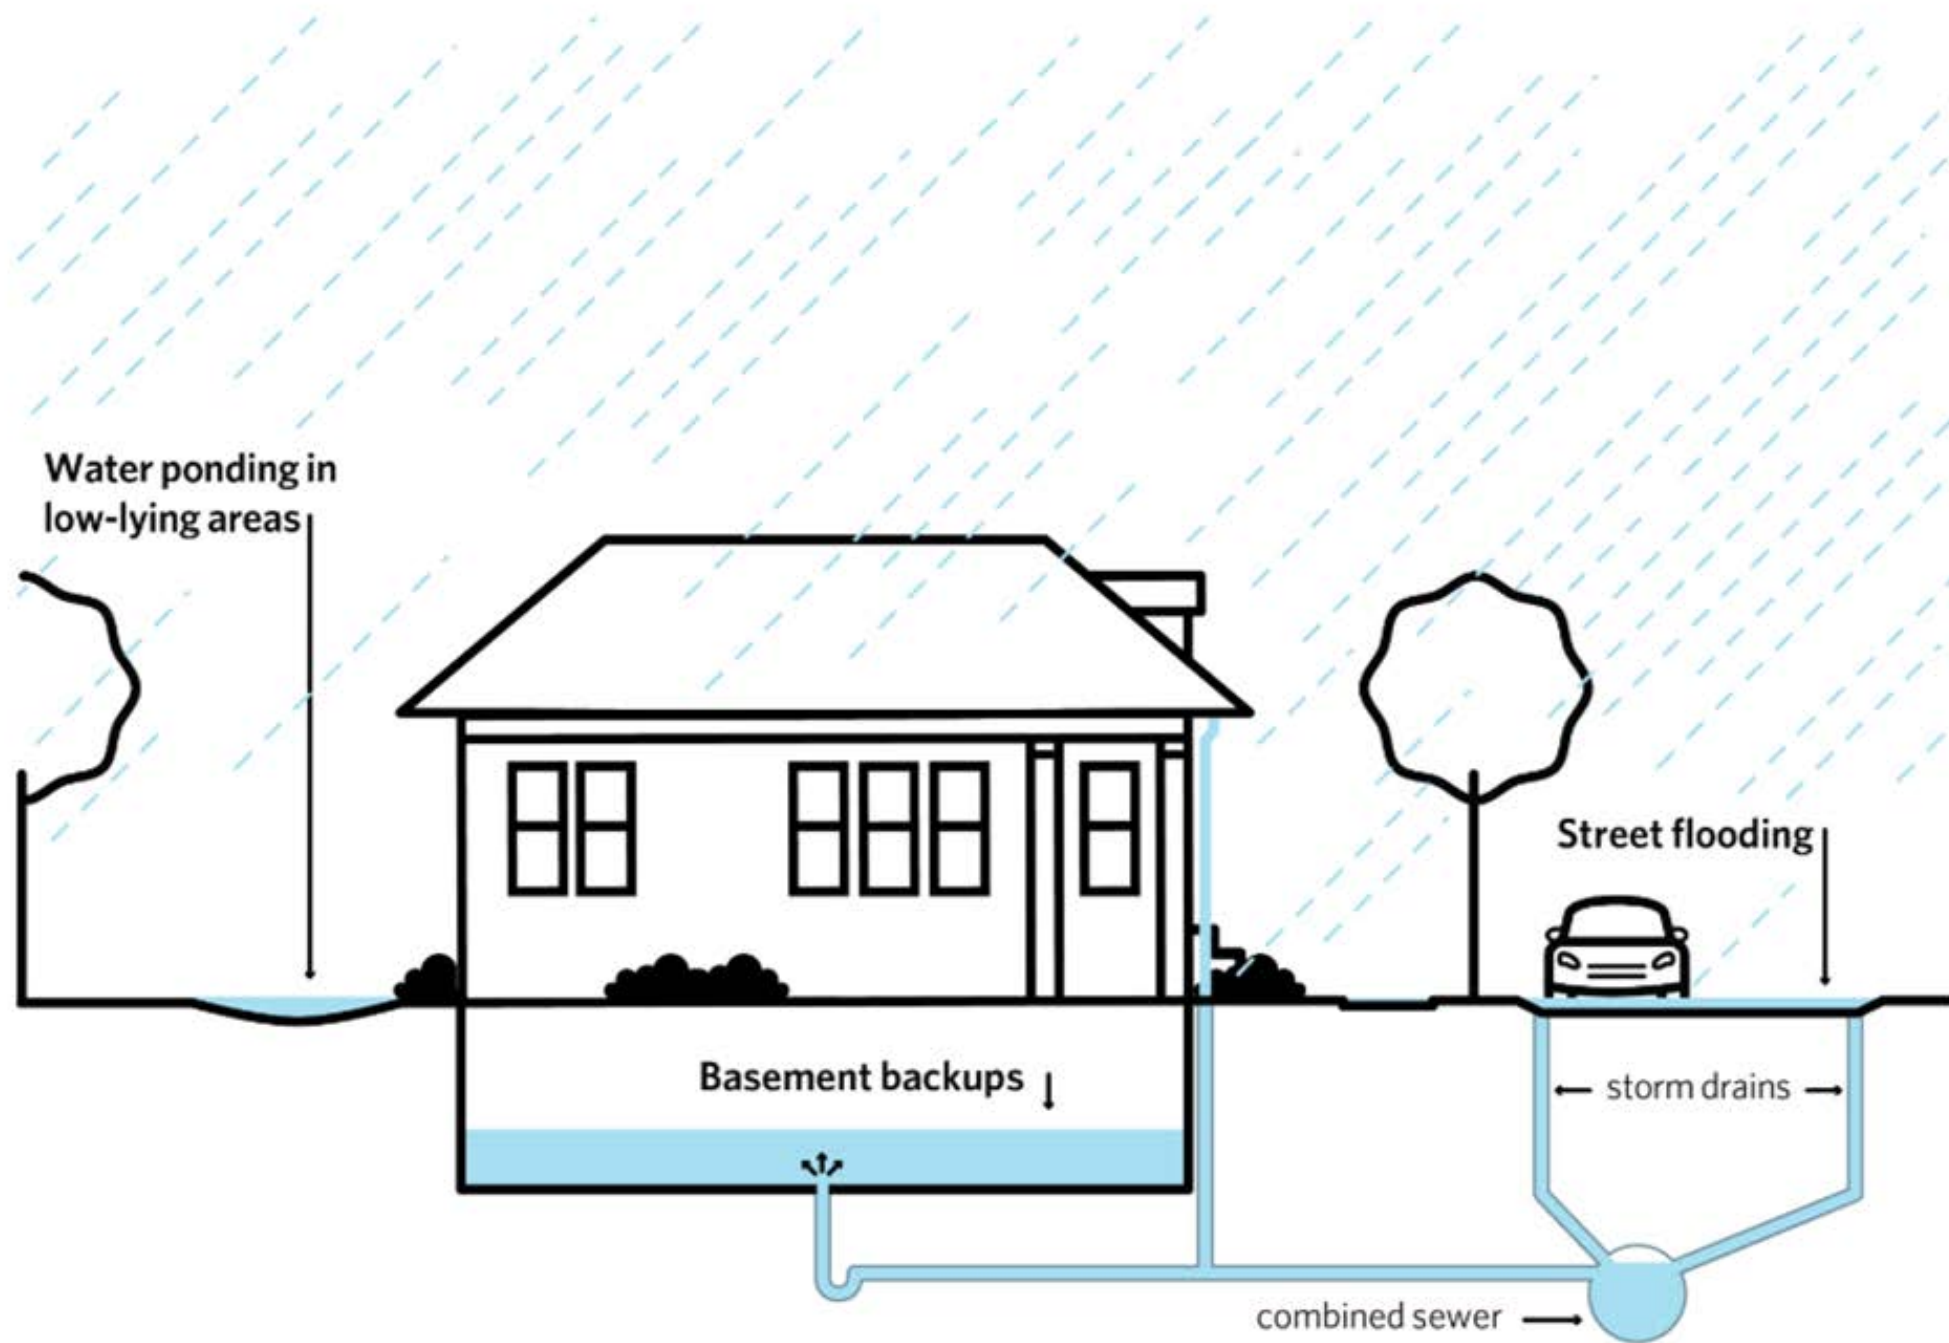 Water ponding in
low-lying areas
Street flooding
Basement backups
storm drains
combined sewer